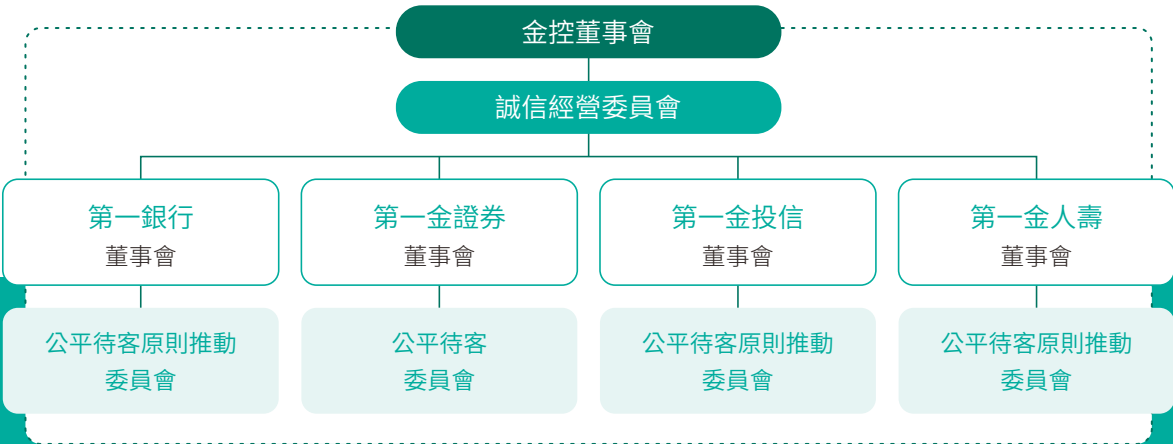 金控董事會
誠信經營委員會
第一銀行
董事會
第一金證券
董事會
第一金投信
董事會
第一金人壽
董事會
公平待客原則推動
委員會
公平待客
委員會
公平待客原則推動
委員會
公平待客原則推動
委員會